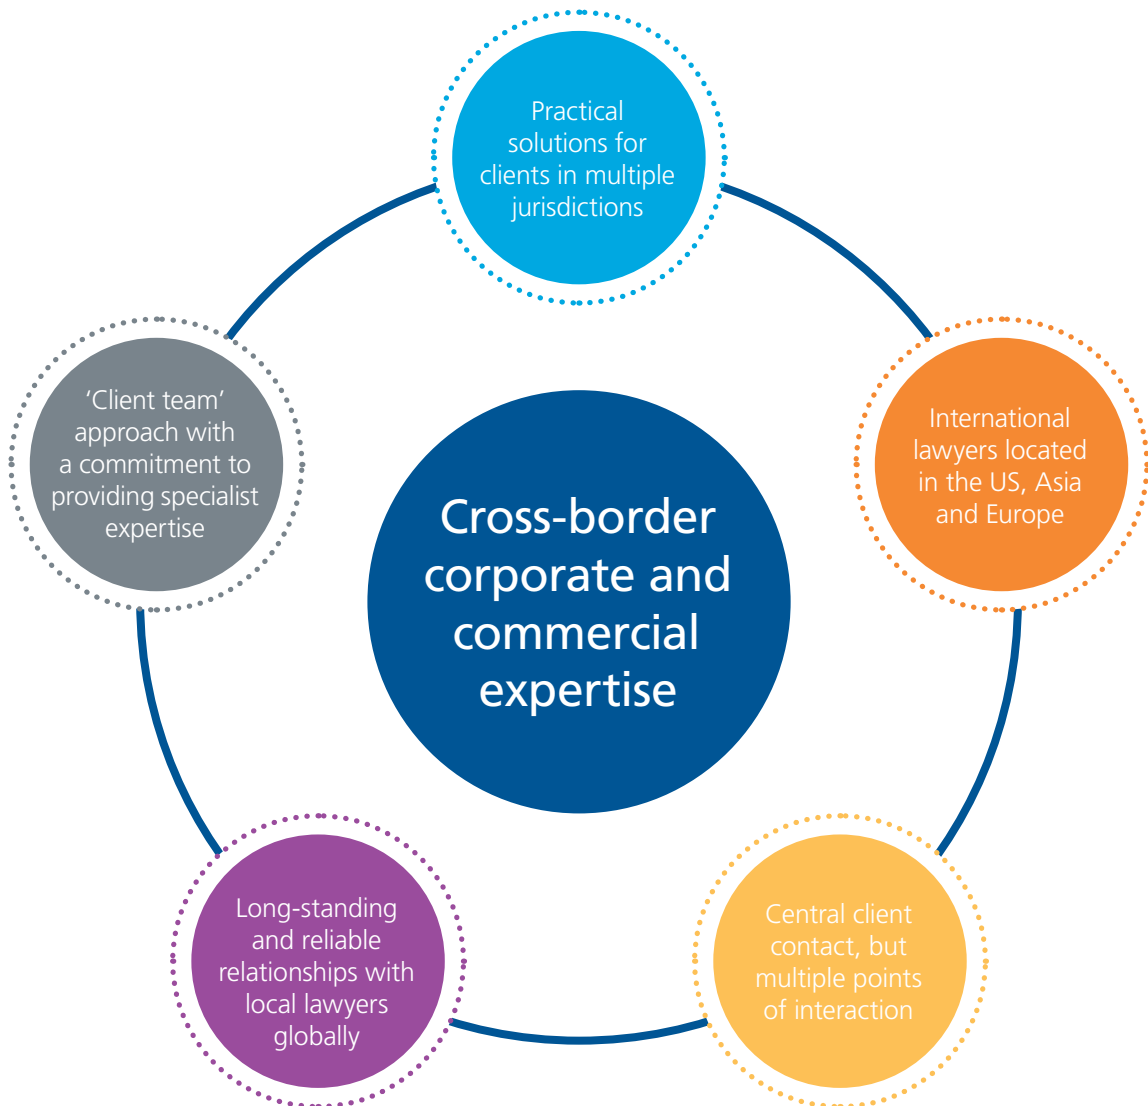 Practical
solutions for
clients in multiple
jurisdictions
International
lawyers located
in the US, Asia
and Europe
Central client
contact, but
multiple points
of interaction
Long-standing
and reliable
relationships with
local lawyers
globally
‘Client team’
approach with
a commitment to
providing specialist
expertise
Cross-border
corporate and
commercial
expertise